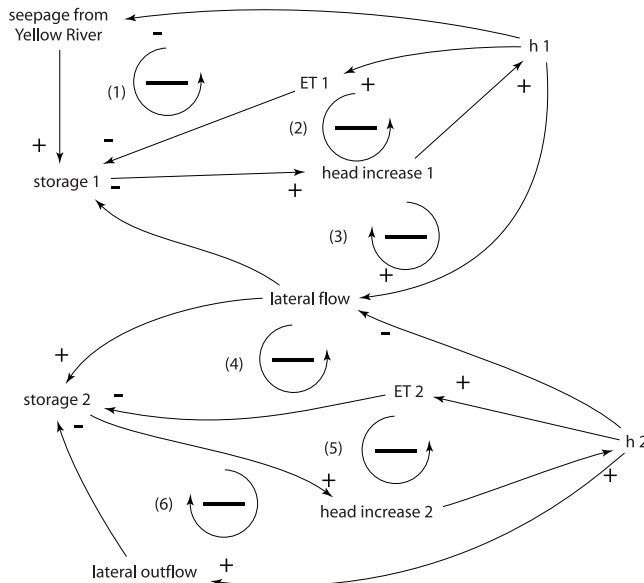 seepage from
Yellow River
-
h 1
(1)
ET 1
+
+
(2)
+
-
storage 1
-
+
head increase 1
(3)
+
lateral flow
+
(4)
-
storage 2
-
-
ET 2
+
(5)
h 2
+
+
(6)
head increase 2
+
lateral outflow